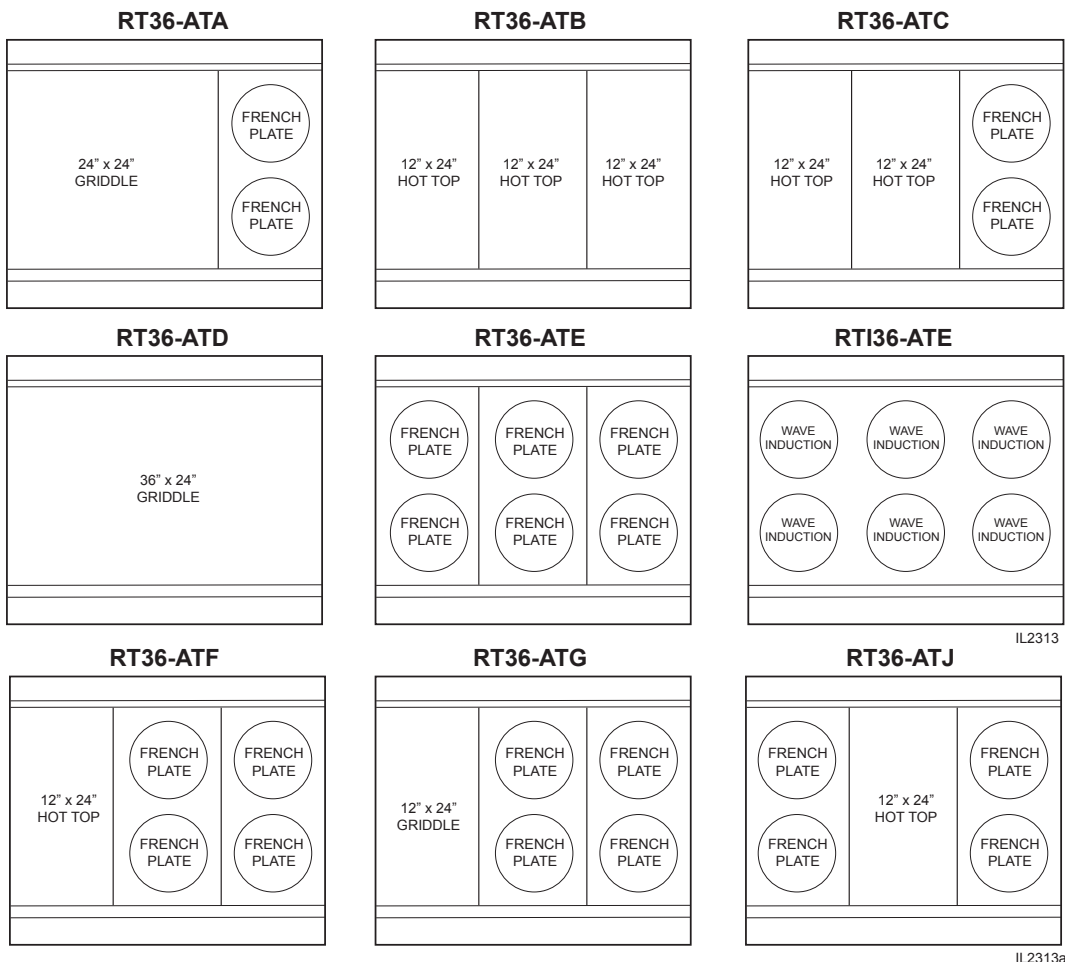 RT36-ATA
24” x 24”
GRIDDLE
FRENCH
PLATE
FRENCH
PLATE
RT36-ATB
12” x 24”
HOT TOP
12” x 24”
HOT TOP
12” x 24”
HOT TOP
RT36-ATC
12” x 24”
HOT TOP
12” x 24”
HOT TOP
FRENCH
PLATE
FRENCH
PLATE
RT36-ATD
36” x 24”
GRIDDLE
RT36-ATE
FRENCH
PLATE
FRENCH
PLATE
FRENCH
PLATE
FRENCH
PLATE
FRENCH
PLATE
FRENCH
PLATE
RTI36-ATE
WAVE
INDUCTION
WAVE
INDUCTION
WAVE
INDUCTION
WAVE
INDUCTION
WAVE
INDUCTION
WAVE
INDUCTION
IL2313
RT36-ATF
12” x 24”
HOT TOP
FRENCH
PLATE
FRENCH
PLATE
FRENCH
PLATE
FRENCH
PLATE
RT36-ATG
12” x 24”
GRIDDLE
FRENCH
PLATE
FRENCH
PLATE
FRENCH
PLATE
FRENCH
PLATE
RT36-ATJ
FRENCH
PLATE
FRENCH
PLATE
12” x 24”
HOT TOP
FRENCH
PLATE
FRENCH
PLATE
IL2313a